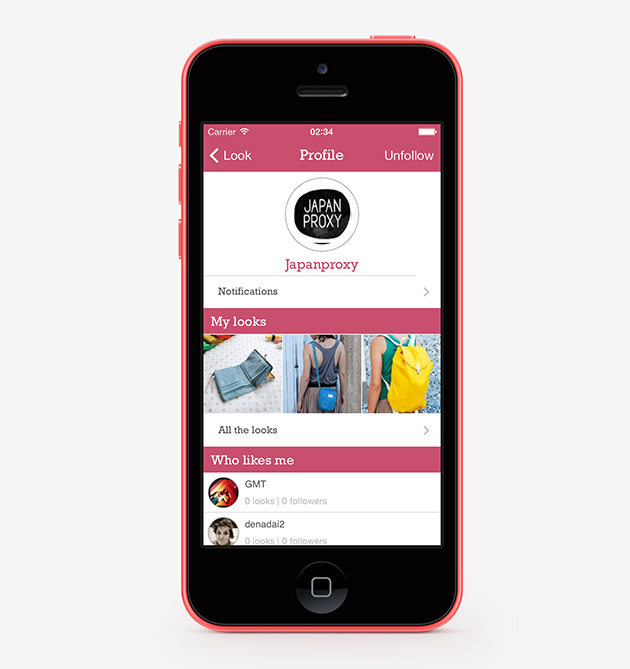 Carrier 02:34
Look Profile Unfollow
JAPAN
PROXY
Japanproxy
Notifications
My looks
All the looks
Who likes me
GMT
0 looks | 0 followers
denadai2
0 looks | 0 followers